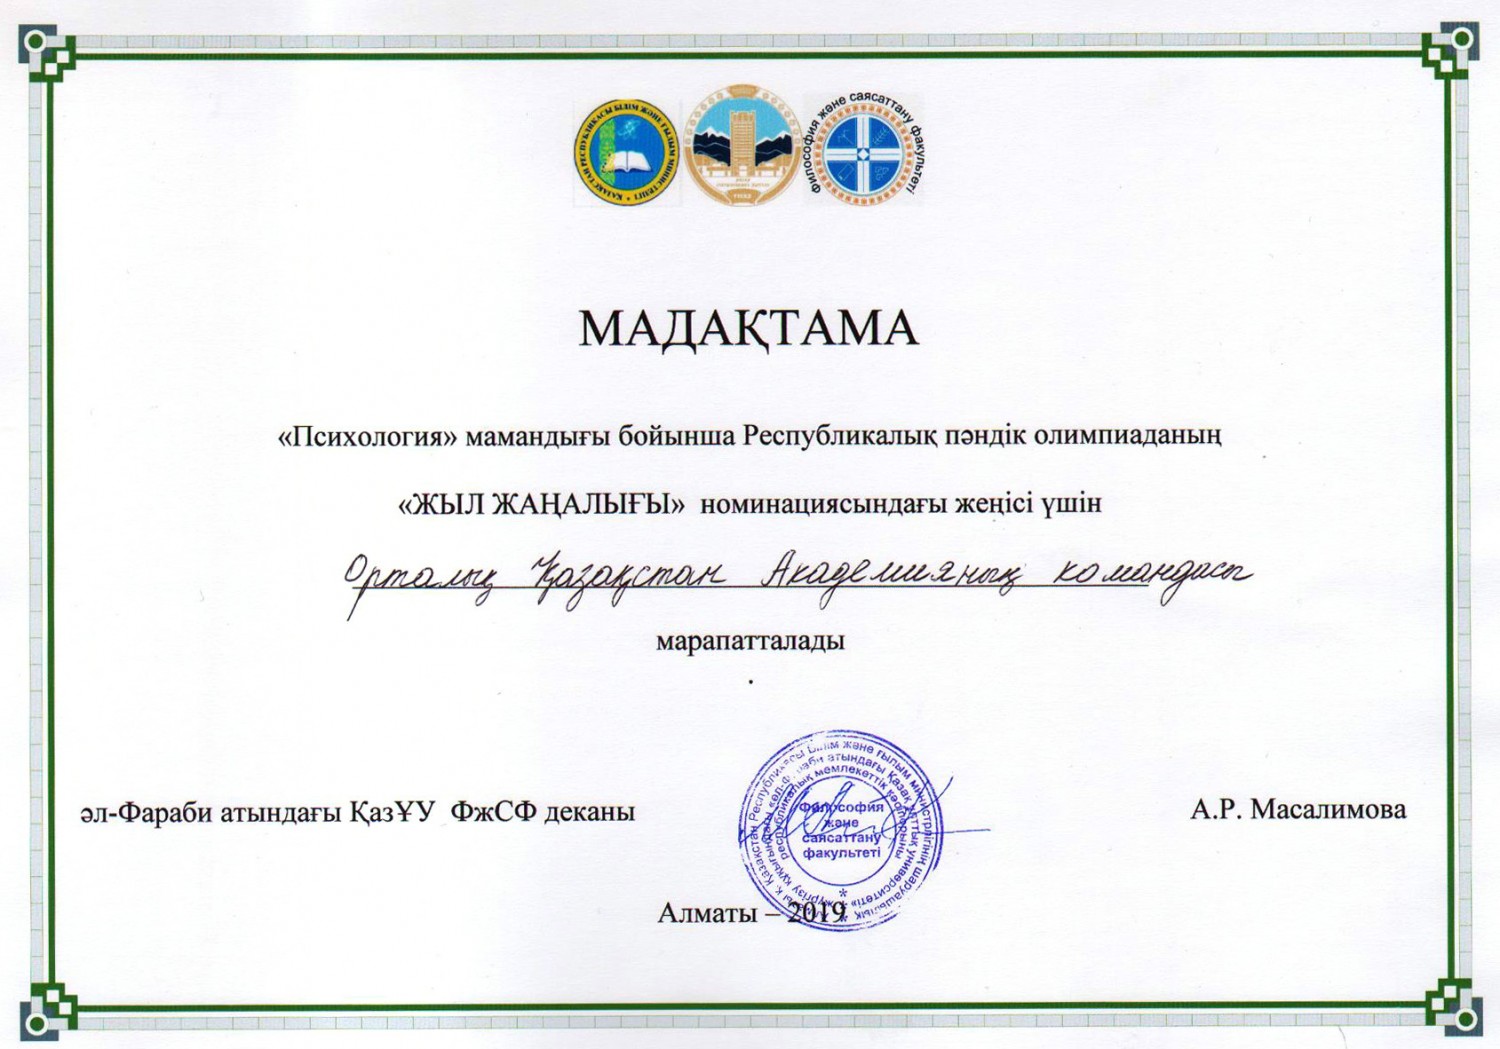 ҚАЗАҚСТАН РЕСПУБЛИКАСЫ БІЛІМ ЖӘНЕ ҒЫЛЫМ МИНИСТРЛІГІ
Философия және саясаттану факультеті
МАДАҚТАМА
«Психология» мамандығы бойынша Республикалық пәндік олимпиаданың
«ЖЫЛ ЖАҢАЛЫҒЫ» номинациясындағы жеңісі үшін
Орталық Қазақстан Академияның командасы
марапатталады
.
әл-Фараби атындағы ҚазҰУ ФжСФ деканы
А.Р. Масалимова
Философия
және
саясаттану
факультеті
Алматы – 2019